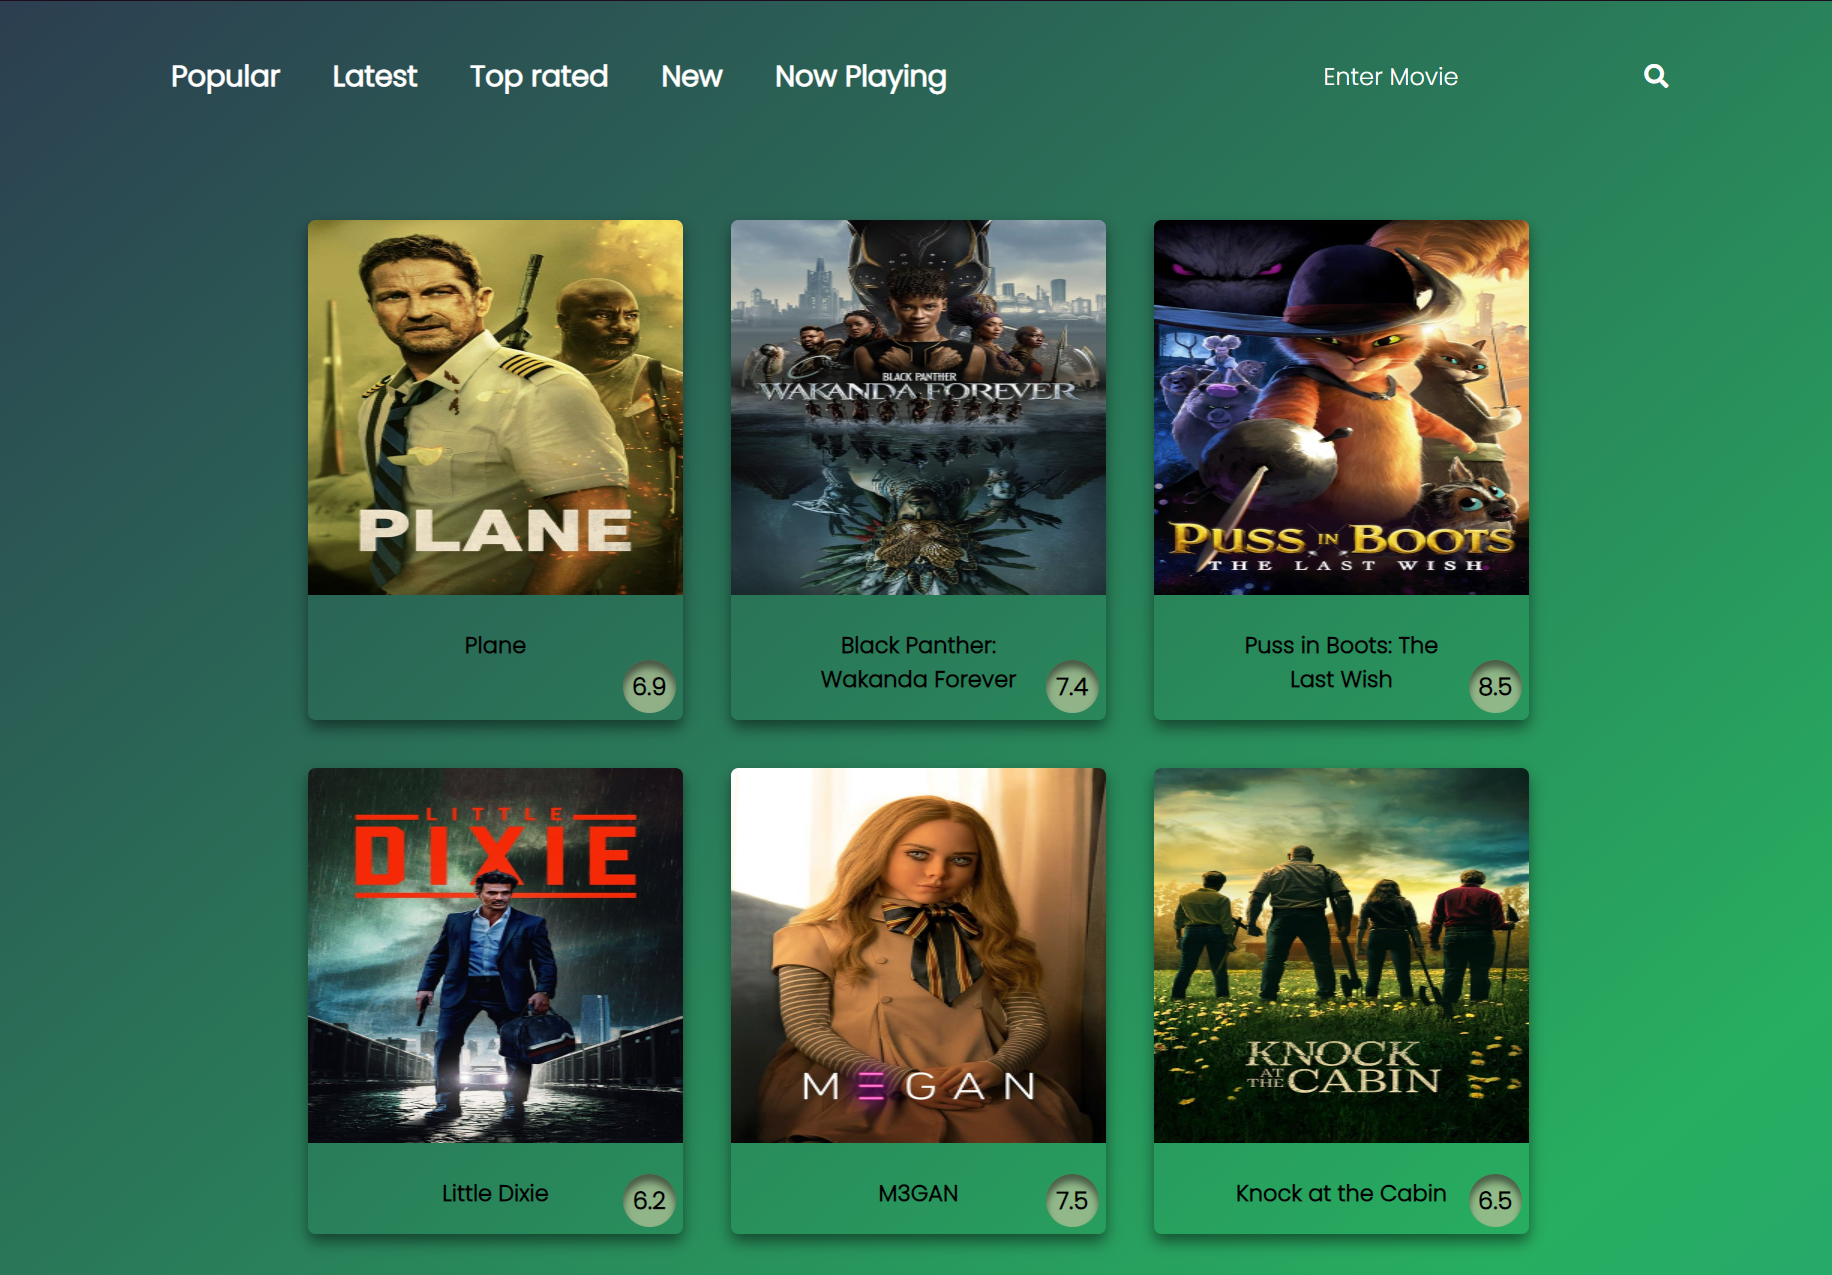 Popular Latest Top rated New Now Playing Enter Movie
PLANE
BLACK PANTHER
WAKANDA FOREVER
PUSS IN BOOTS
THE LAST WISH
Plane
6.9
Black Panther:
Wakanda Forever
7.4
Puss in Boots: The
Last Wish
8.5
LITTLE
DIXIE
M3GAN
KNOCK
AT
THE CABIN
Little Dixie
6.2
M3GAN
7.5
Knock at the Cabin
6.5